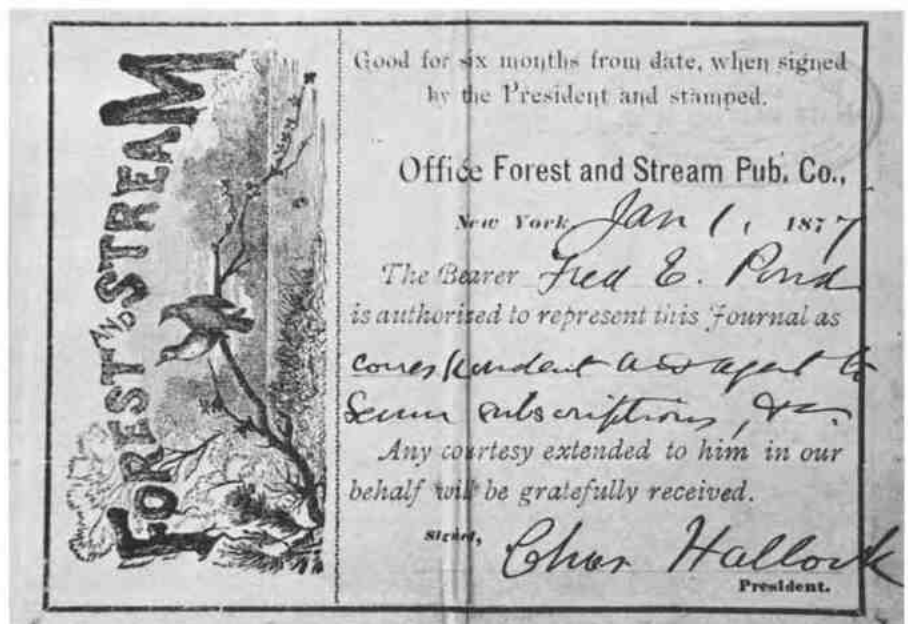 FOREST AND STREAM
Good for six months from date, when signed
by the President and stamped.
Office Forest and Stream Pub. Co.,
New York, Jan 1, 1877
The Bearer Fred E. Pond
is authorized to represent this Journal as
correspondent and agent to
secure subscriptions, &c.
Any courtesy extended to him in our
behalf will be gratefully received.
Signed, Chas Hallock
President.